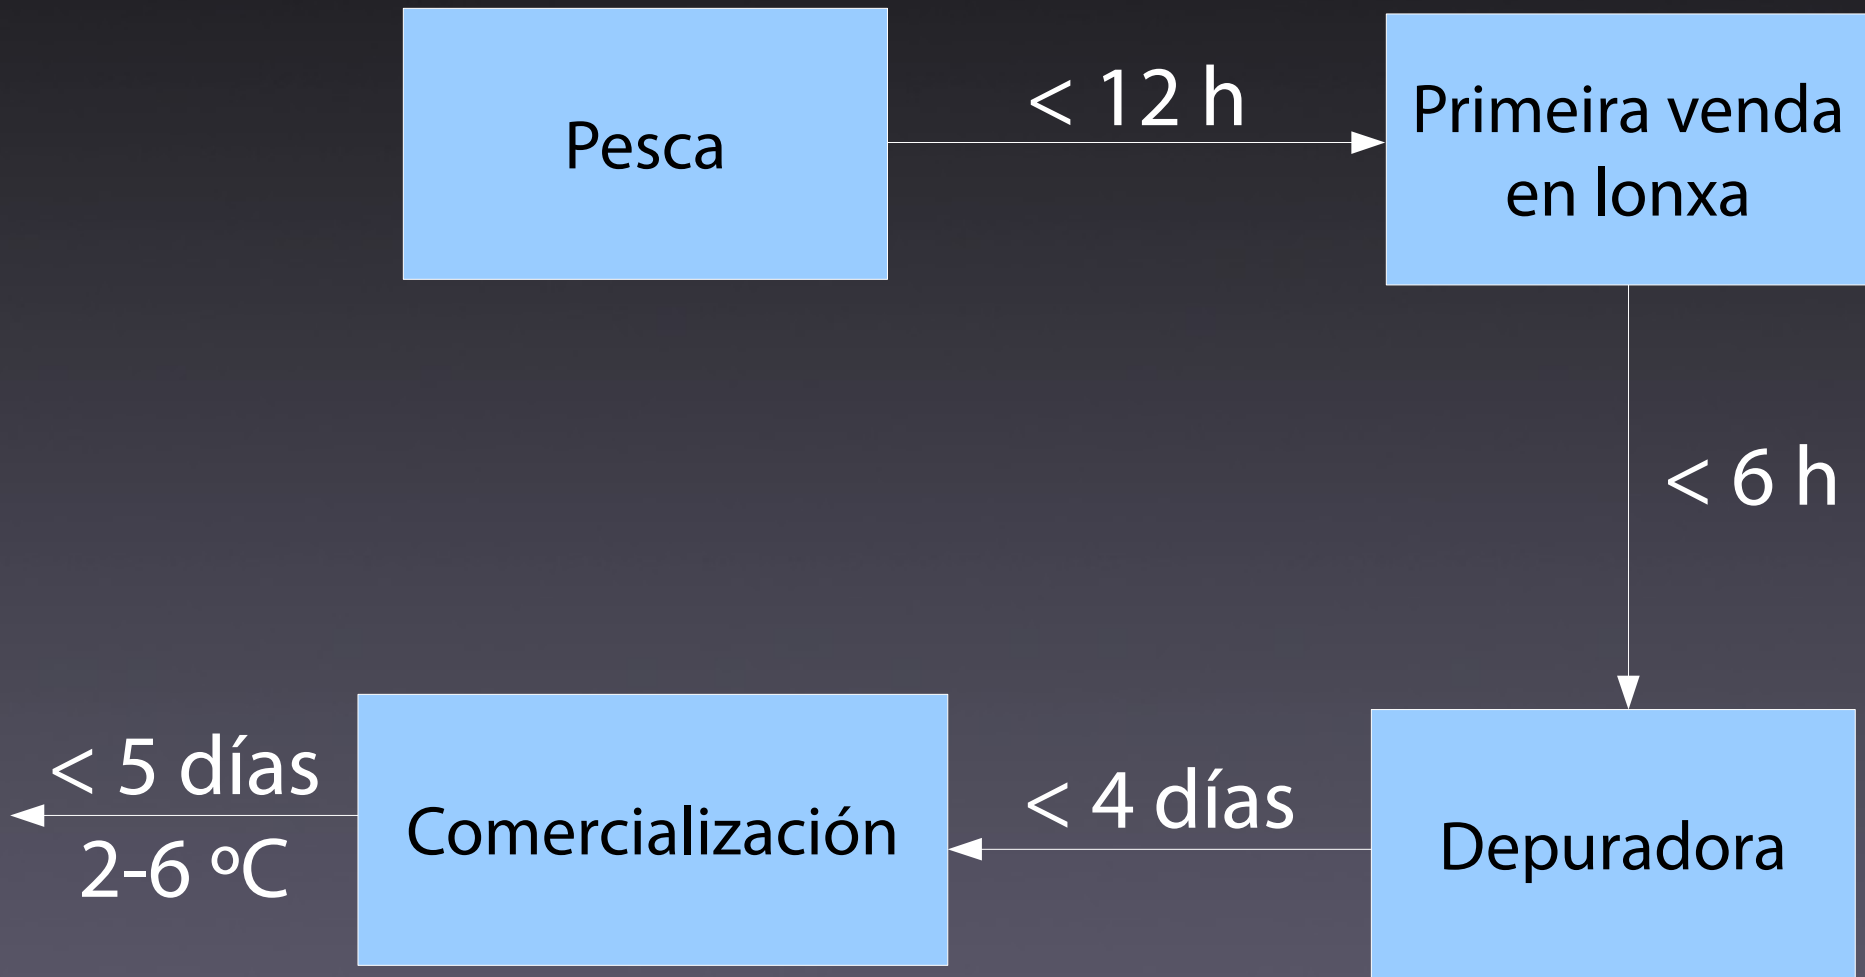 Pesca
< 12 h
Primeira venda
en lonxa
< 6 h
Depuradora
< 4 días
Comercialización
< 5 días
2-6 ºC